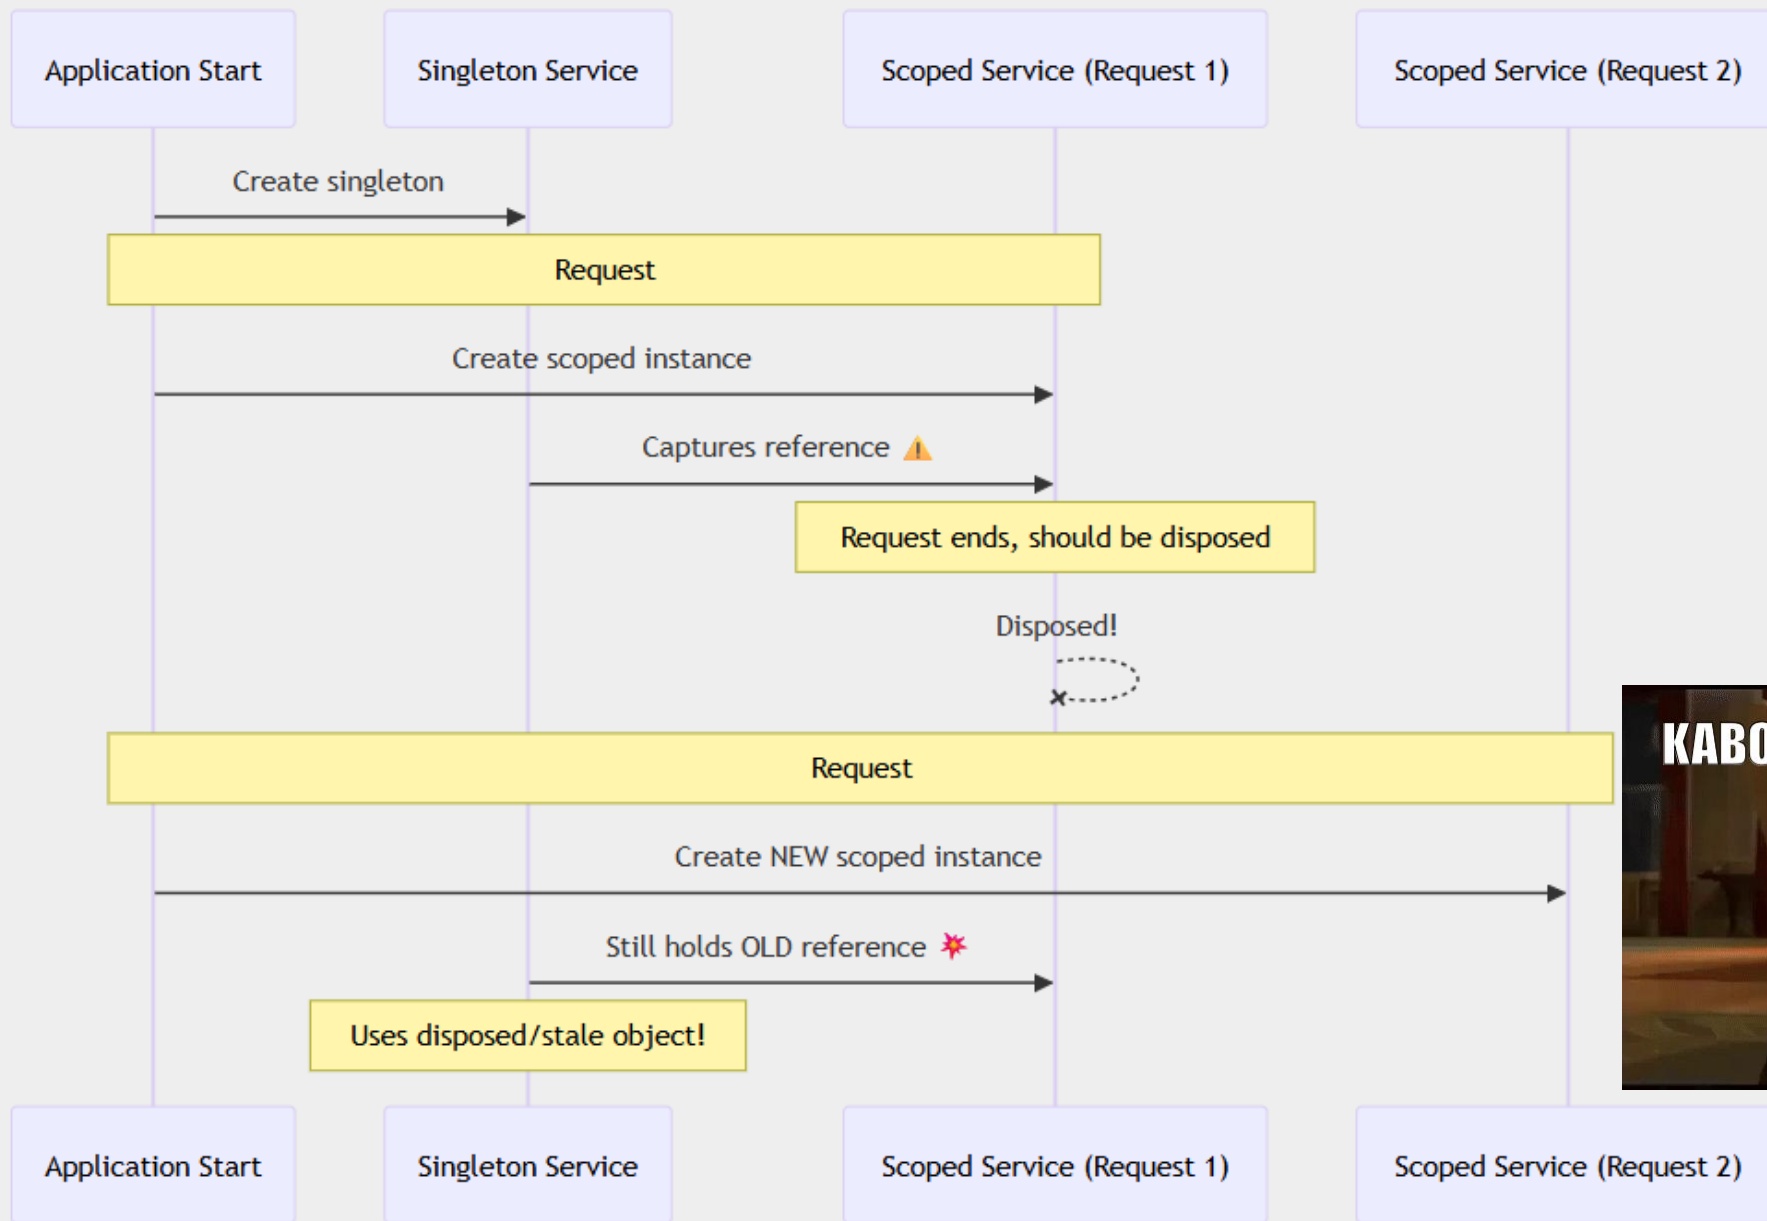 Application Start
Singleton Service
Scoped Service (Request 1)
Scoped Service (Request 2)
Create singleton
Request
Create scoped instance
Captures reference ⚠️
Request ends, should be disposed
Disposed!
Request
KABO
Create NEW scoped instance
Still holds OLD reference 💥
Uses disposed/stale object!
Application Start
Singleton Service
Scoped Service (Request 1)
Scoped Service (Request 2)